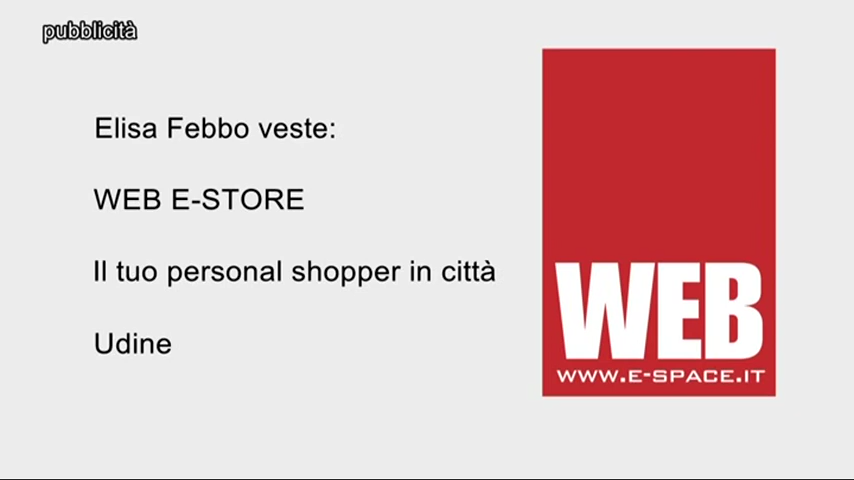 pubblicità
Elisa Febbo veste:
WEB E-STORE
Il tuo personal shopper in città
Udine
WEB
WWW.E-SPACE.IT